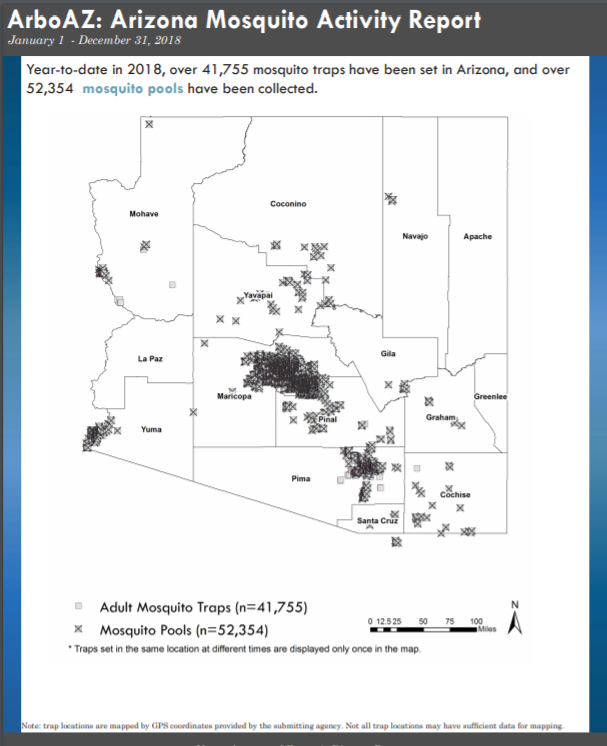 ArboAZ: Arizona Mosquito Activity Report
January 1 - December 31, 2018
Year-to-date in 2018, over 41,755 mosquito traps have been set in Arizona, and over
52,354 mosquito pools have been collected.
Mohave
Coconino
Navajo
Apache
Yavapai
La Paz
Gila
Maricopa
Greenlee
Graham
Pinal
Yuma
Pima
Cochise
Santa Cruz
Adult Mosquito Traps (n=41,755)
Mosquito Pools (n=52,354)
0 12.5 25 50 75 100
Miles
N
* Traps set in the same location at different times are displayed only once in the map.
Note: trap locations are mapped by GPS coordinates provided by the submitting agency. Not all trap locations may have sufficient data for mapping.